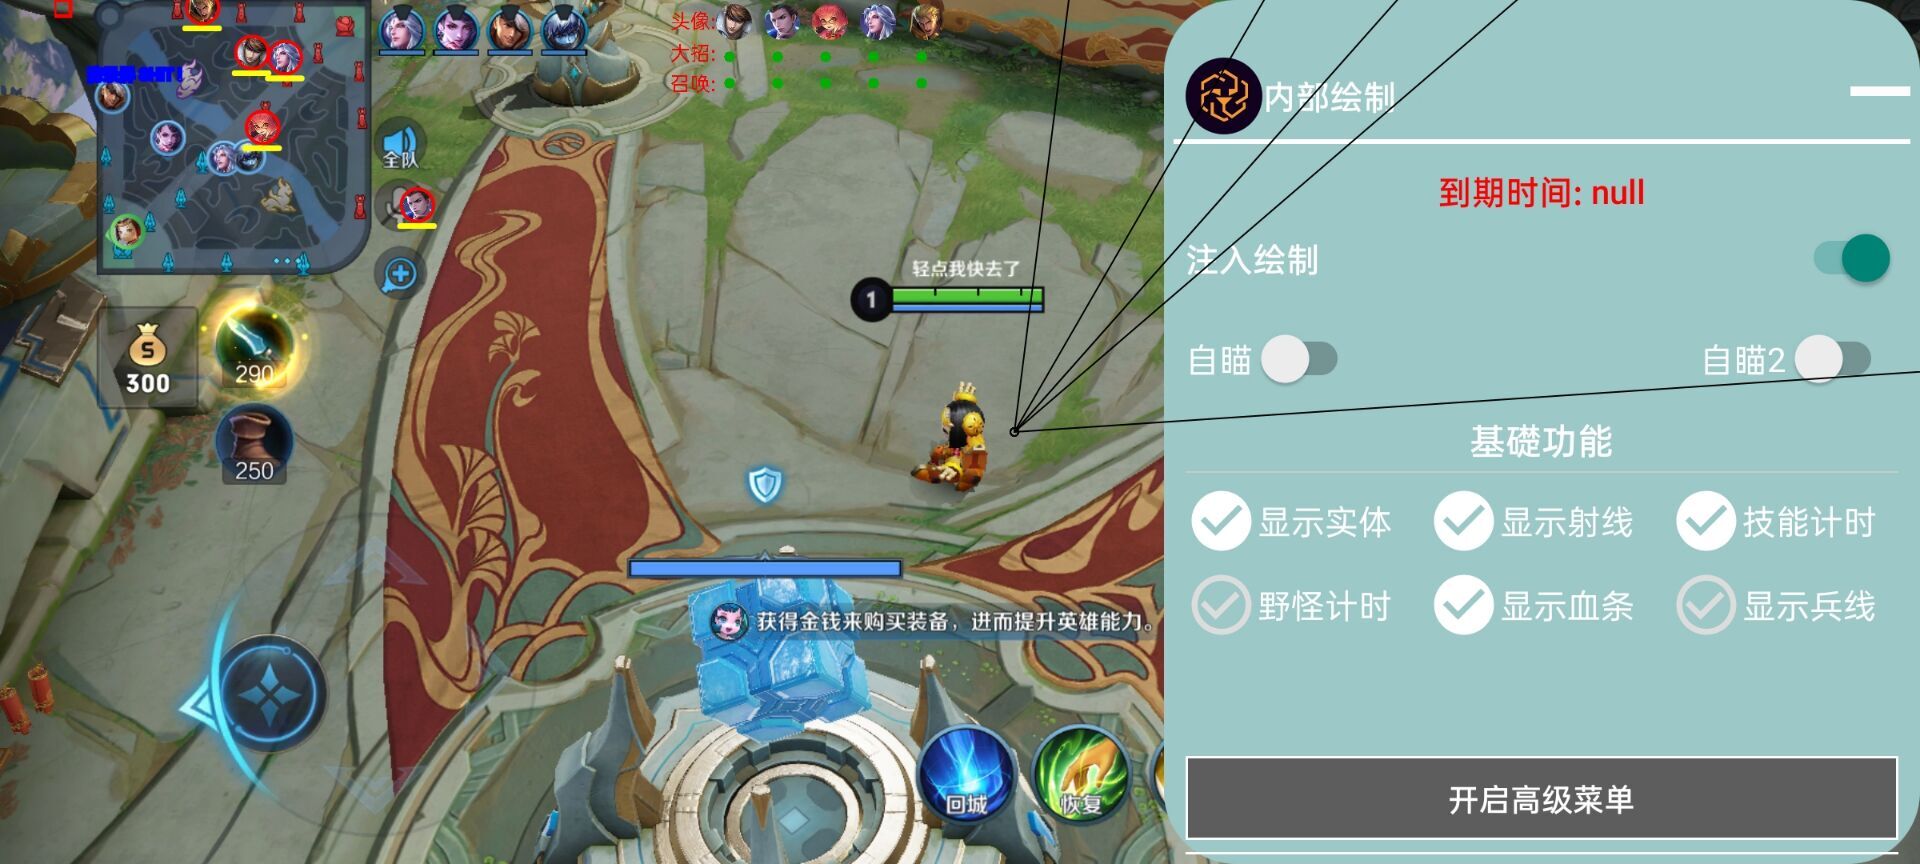 头像:
大招:
召唤:
全队
300
290
250
轻点我快去了
1
获得金钱来购买装备，进而提升英雄能力。
回城
恢复
内部绘制
到期时间: null
注入绘制
自瞄
自瞄2
基礎功能
显示实体
显示射线
技能计时
野怪计时
显示血条
显示兵线
开启高级菜单